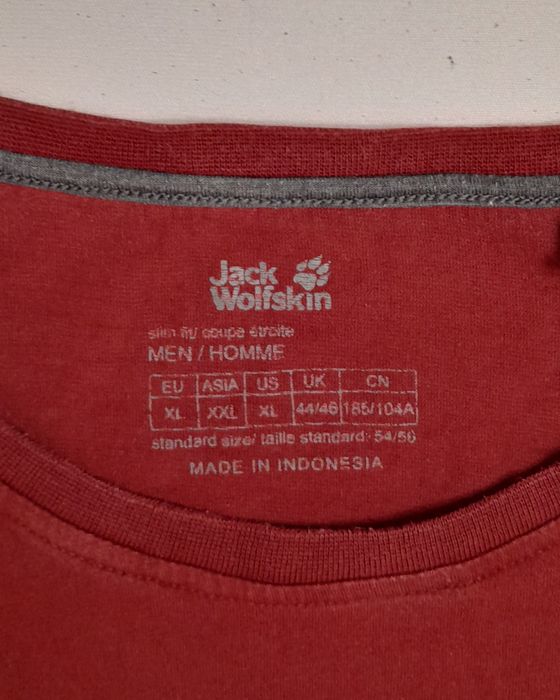 Jack
Wolfskin
slim fit/ coupe étroite
MEN / HOMME
EU ASIA US UK CN
XL XXL XL 44/46 185/104A
standard size/ taille standard: 54/56
MADE IN INDONESIA